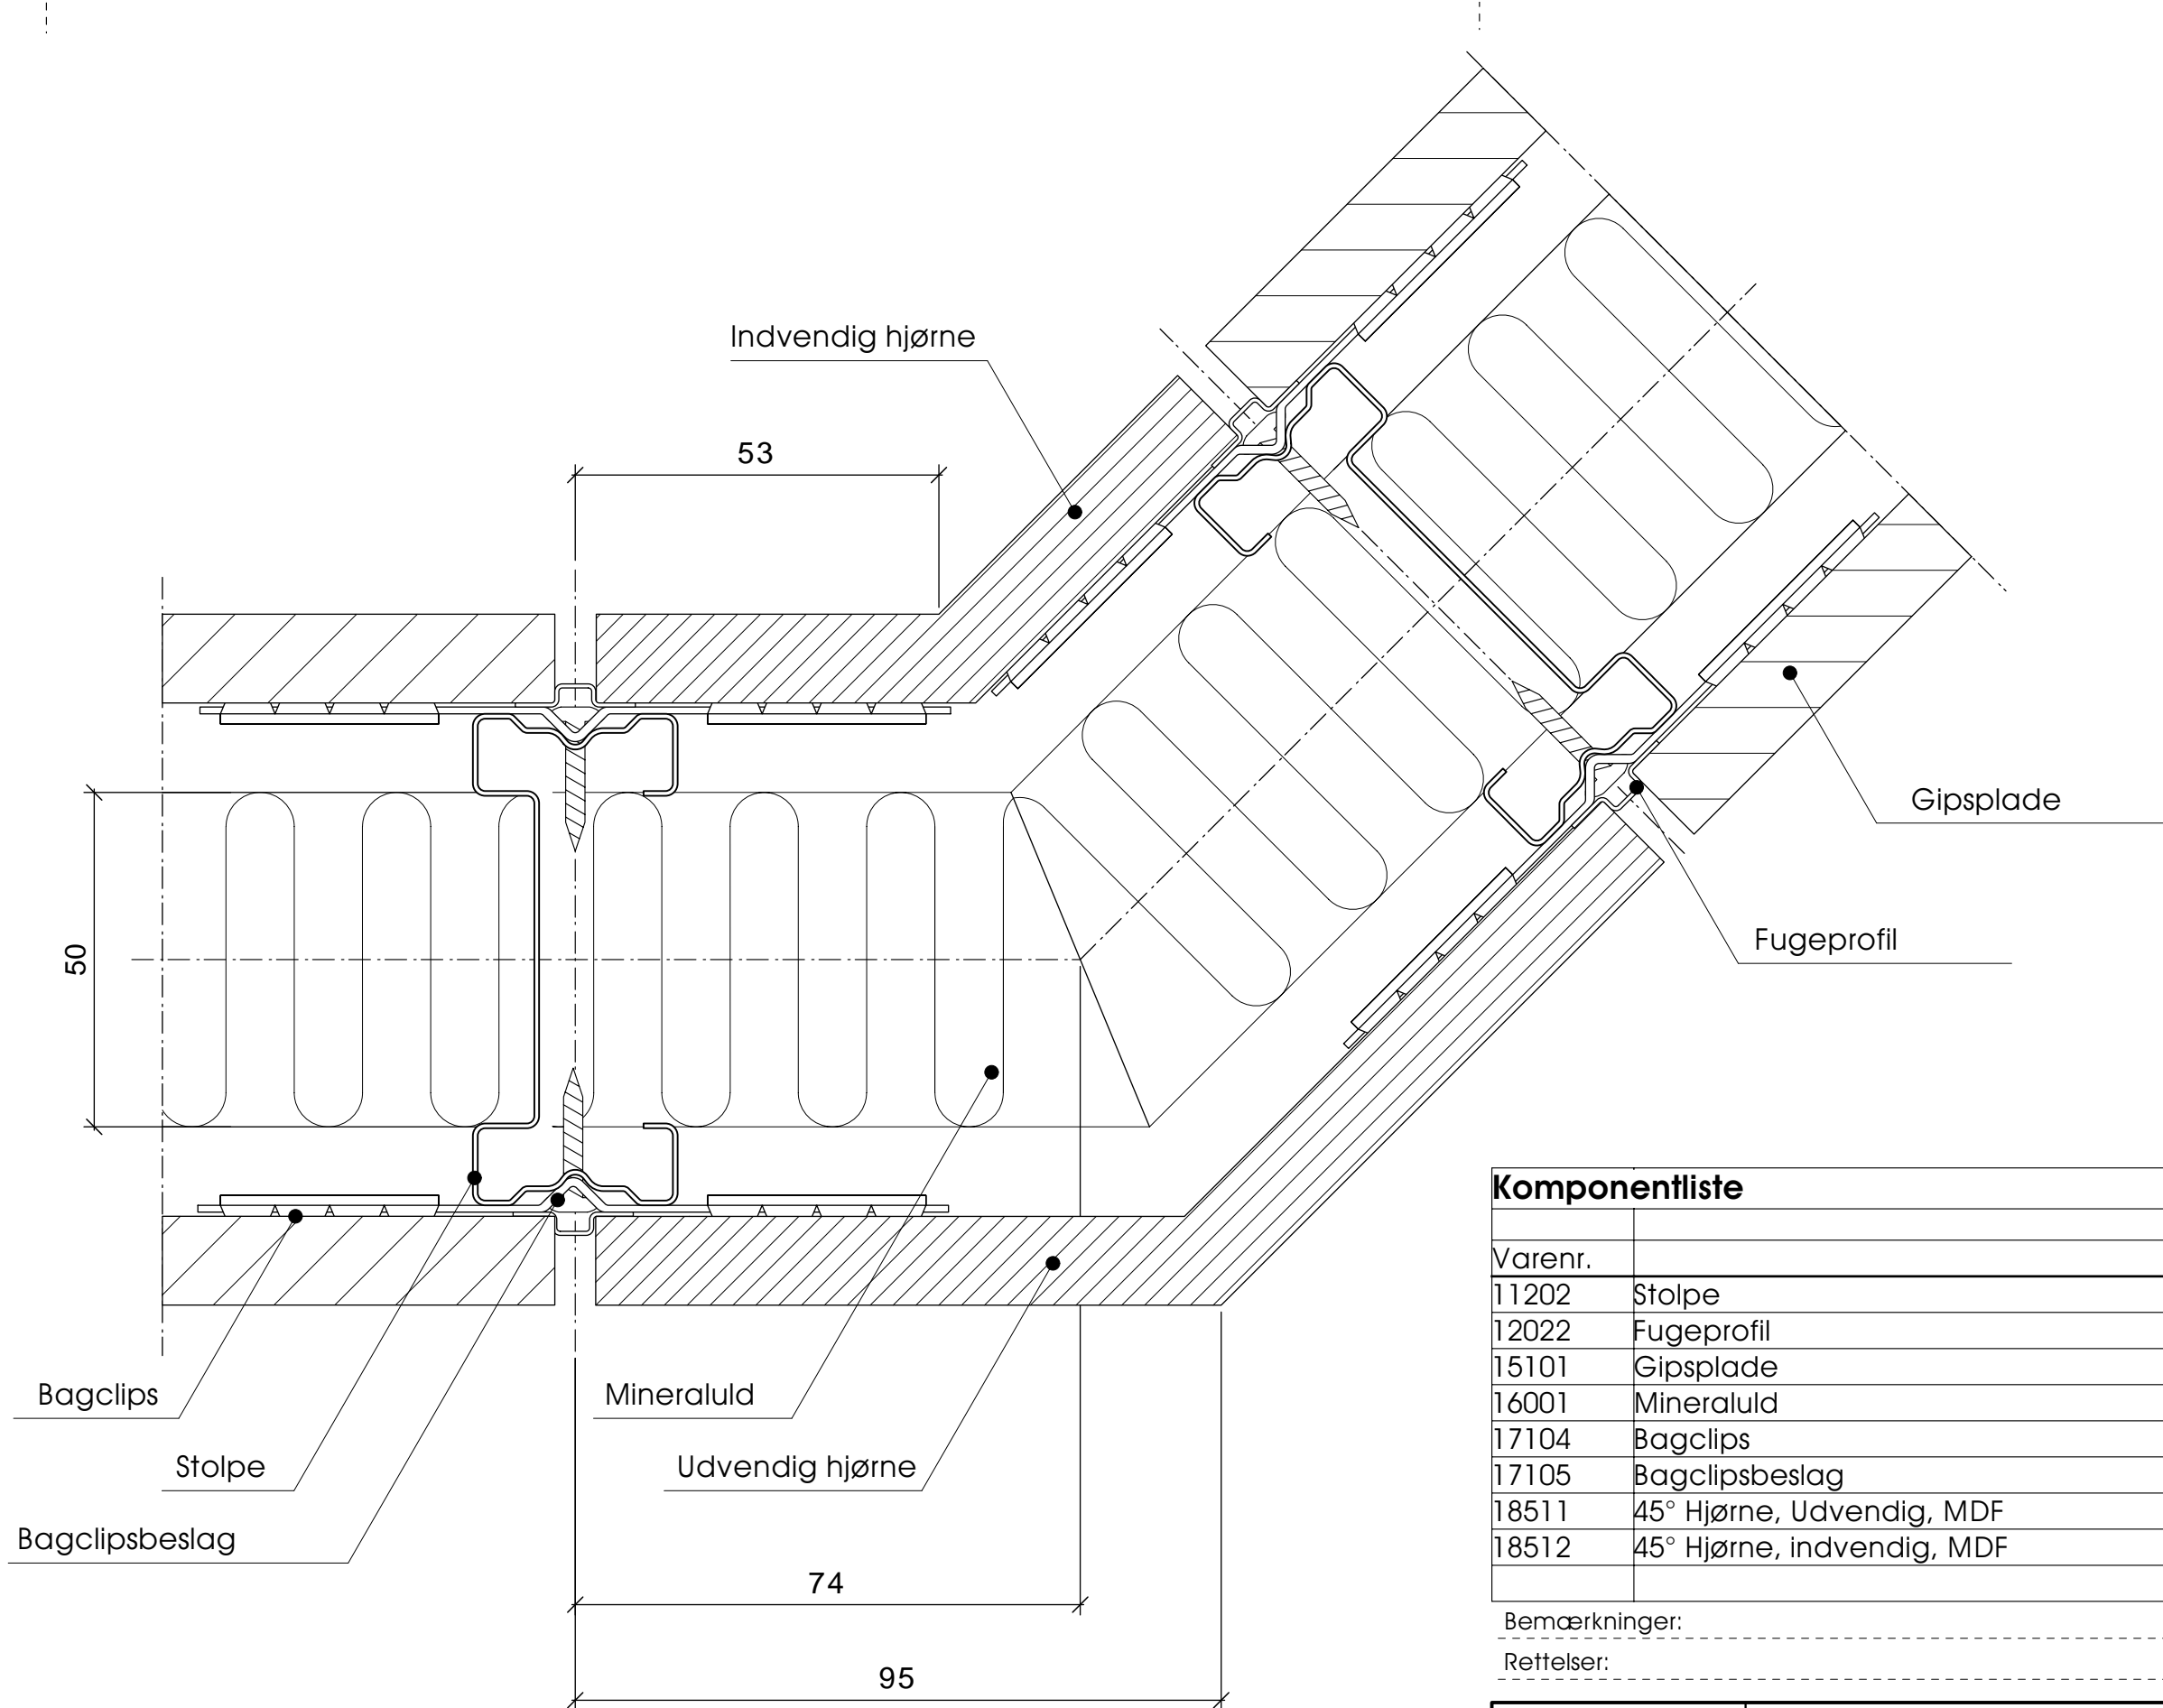 Indvendig hjørne
53
Gipsplade
Fugeprofil
50
Bagclips
Mineraluld
Stolpe
Udvendig hjørne
Bagclipsbeslag
74
95
Komponentliste
Varenr.
11202 Stolpe
12022 Fugeprofil
15101 Gipsplade
16001 Mineraluld
17104 Bagclips
17105 Bagclipsbeslag
18511 45° Hjørne, Udvendig, MDF
18512 45° Hjørne, indvendig, MDF
Bemærkninger:
Rettelser: